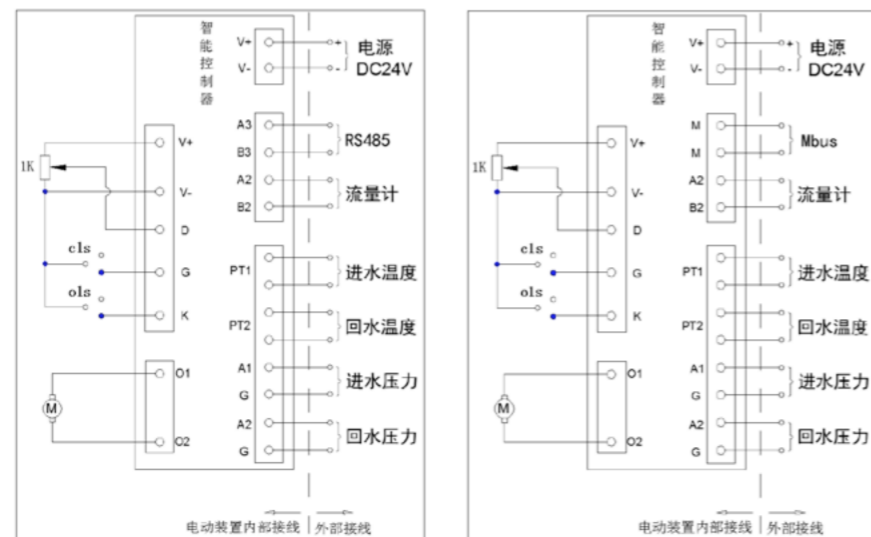 智能控制器
V+
+
电源
V-
-
DC24V
A3
RS485
B3
A2
流量计
B2
V+
1K
V-
D
cls
G
ols
K
PT1
进水温度
PT2
回水温度
A1
进水压力
G
A2
回水压力
G
O1
M
O2
电动装置内部接线
外部接线
智能控制器
V+
+
电源
V-
-
DC24V
M
Mbus
M
A2
流量计
B2
V+
1K
V-
D
cls
G
ols
K
PT1
进水温度
PT2
回水温度
A1
进水压力
G
A2
回水压力
G
O1
M
O2
电动装置内部接线
外部接线